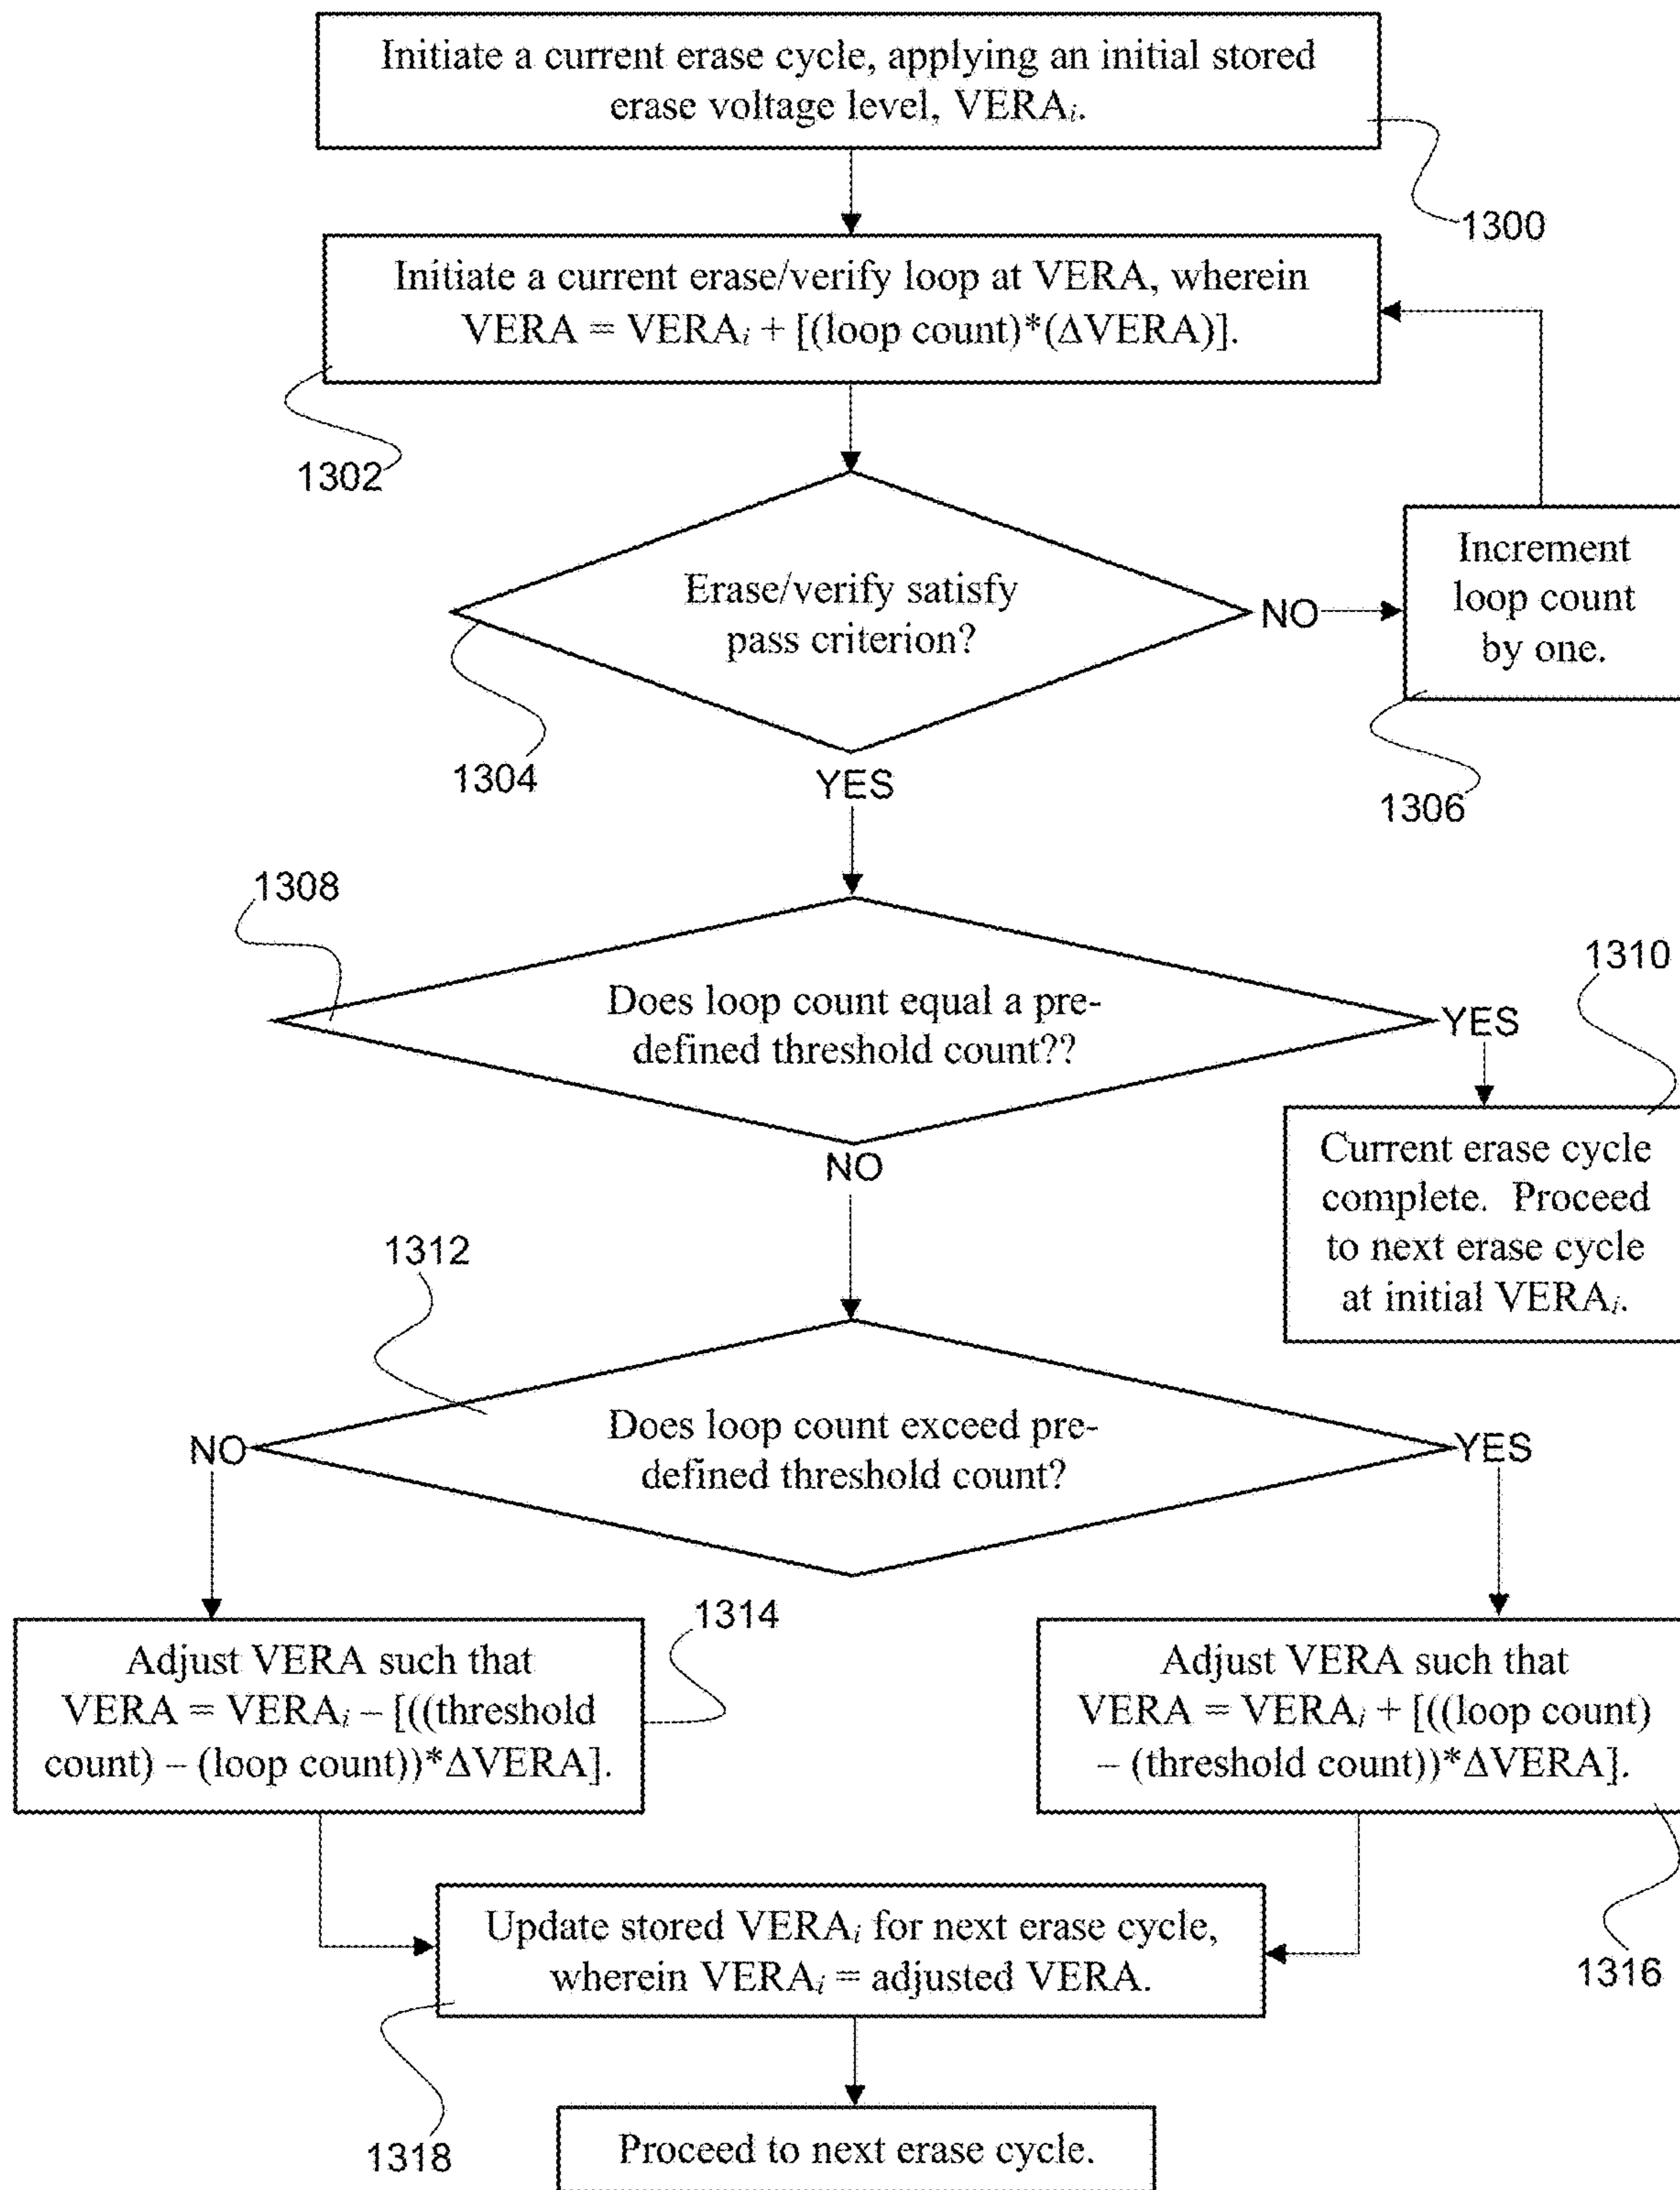 Initiate a current erase cycle, applying an initial stored
erase voltage level, VERAᵢ.
1300
Initiate a current erase/verify loop at VERA, wherein
VERA = VERAᵢ + [(loop count)*(ΔVERA)].
1302
Erase/verify satisfy
pass criterion?
1304
NO
Increment
loop count
by one.
1306
YES
1308
Does loop count equal a pre-
defined threshold count??
YES
1310
Current erase cycle
complete. Proceed
to next erase cycle
at initial VERAᵢ.
NO
1312
Does loop count exceed pre-
defined threshold count?
NO
YES
1314
Adjust VERA such that
VERA = VERAᵢ – [((threshold
count) – (loop count))*ΔVERA].
Adjust VERA such that
VERA = VERAᵢ + [((loop count)
– (threshold count))*ΔVERA].
1316
Update stored VERAᵢ for next erase cycle,
wherein VERAᵢ = adjusted VERA.
1318
Proceed to next erase cycle.